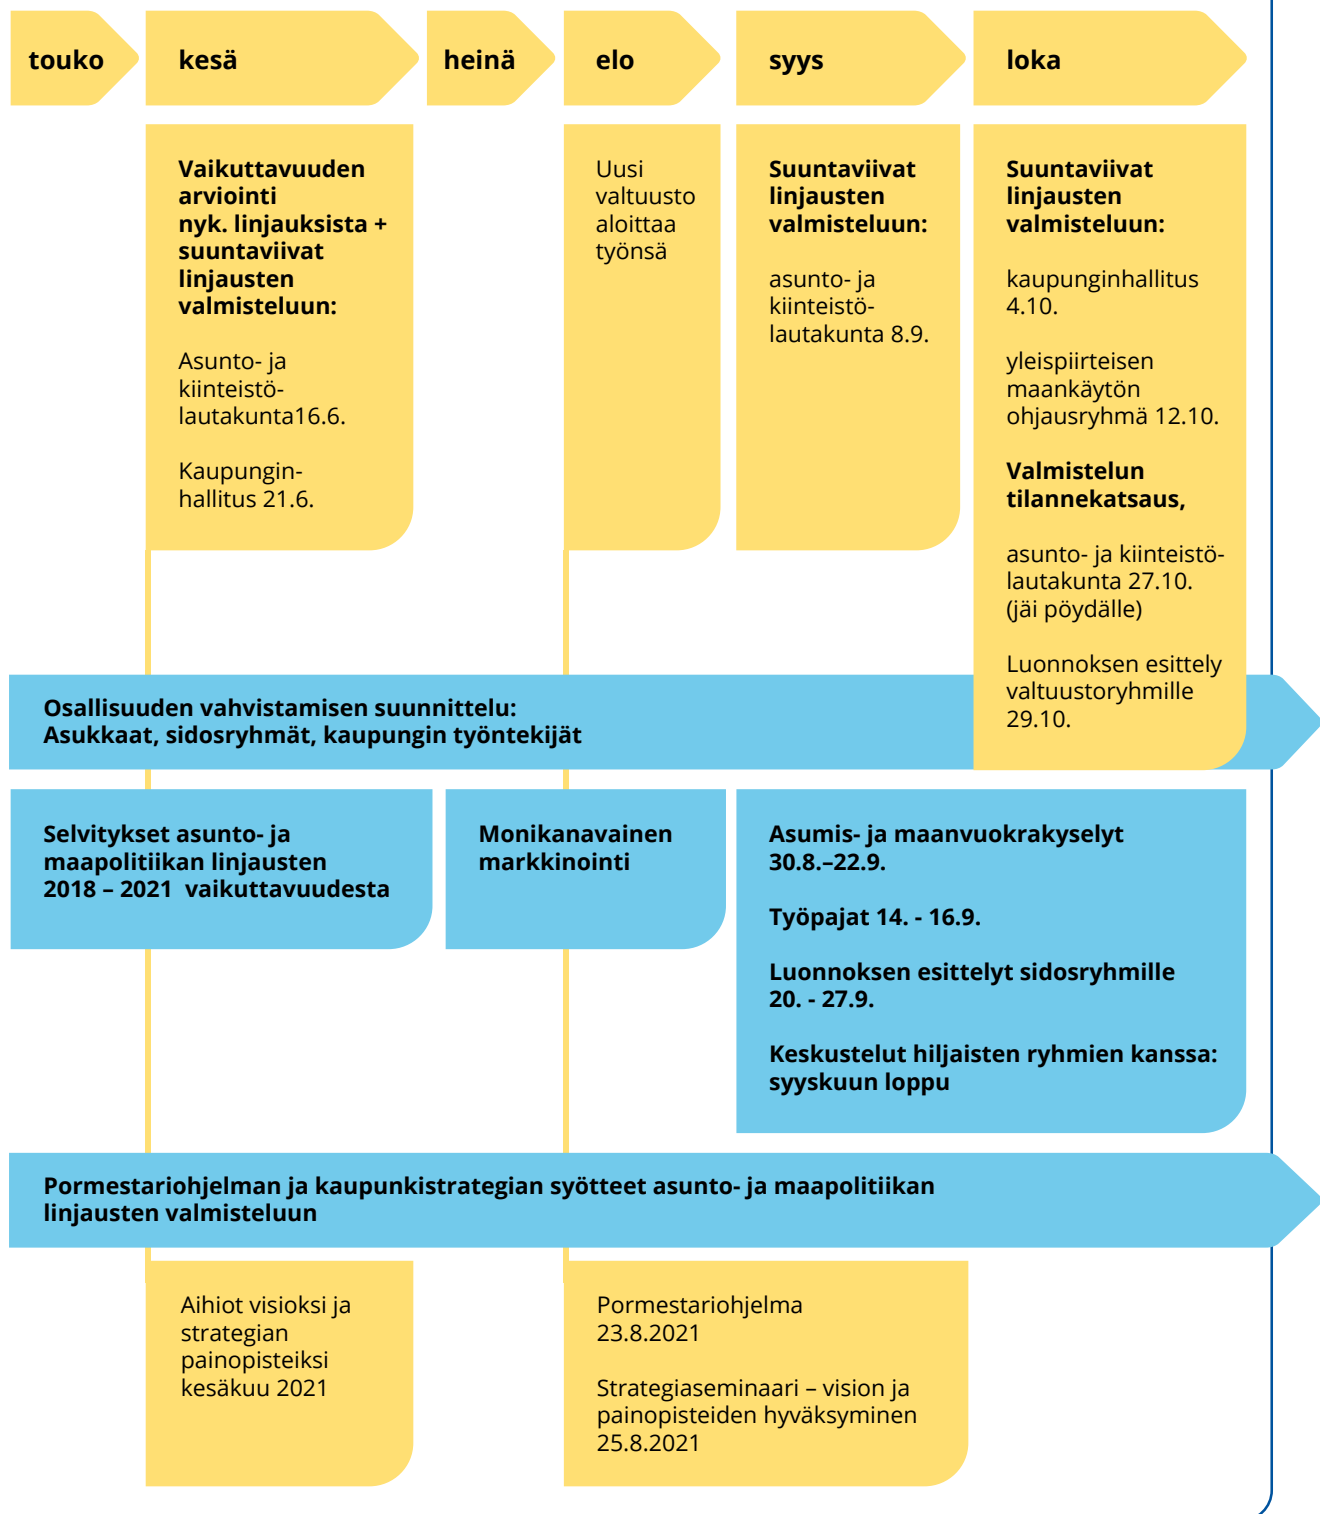 touko
kesä
heinä
elo
syys
loka
Vaikuttavuuden
arviointi
nyk. linjauksista +
suuntaviivat
linjausten
valmisteluun:
Asunto- ja
kiinteistö-
lautakunta16.6.
Kaupungin-
hallitus 21.6.
Uusi
valtuusto
aloittaa
työnsä
Suuntaviivat
linjausten
valmisteluun:
asunto- ja
kiinteistö-
lautakunta 8.9.
Suuntaviivat
linjausten
valmisteluun:
kaupunginhallitus
4.10.
yleispiirteisen
maankäytön
ohjausryhmä 12.10.
Valmistelun
tilannekatsaus,
asunto- ja kiinteistö-
lautakunta 27.10.
(jäi pöydälle)
Luonnoksen esittely
valtuustoryhmille
29.10.
Osallisuuden vahvistamisen suunnittelu:
Asukkaat, sidosryhmät, kaupungin työntekijät
Selvitykset asunto- ja
maapolitiikan linjausten
2018 – 2021  vaikuttavuudesta
Monikanavainen
markkinointi
Asumis- ja maanvuokrakyselyt
30.8.–22.9.
Työpajat 14. - 16.9.
Luonnoksen esittelyt sidosryhmille
20. - 27.9.
Keskustelut hiljaisten ryhmien kanssa:
syyskuun loppu
Pormestariohjelman ja kaupunkistrategian syötteet asunto- ja maapolitiikan
linjausten valmisteluun
Aihiot visioksi ja
strategian
painopisteiksi
kesäkuu 2021
Pormestariohjelma
23.8.2021
Strategiaseminaari – vision ja
painopisteiden hyväksyminen
25.8.2021